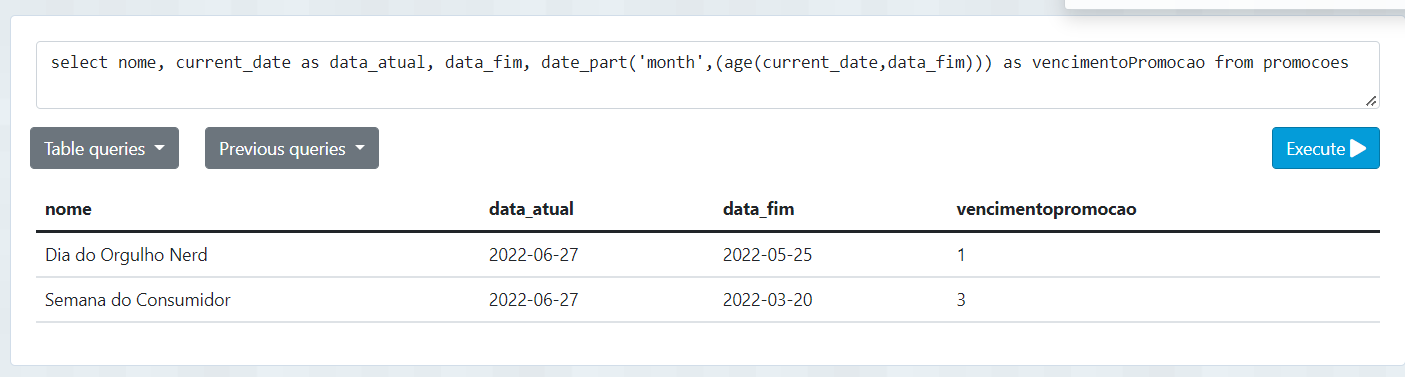 select nome, current_date as data_atual, data_fim, date_part('month',(age(current_date,data_fim))) as vencimentoPromocao from promocoes
Table queries Previous queries Execute
nome data_atual data_fim vencimentopromocao
Dia do Orgulho Nerd 2022-06-27 2022-05-25 1
Semana do Consumidor 2022-06-27 2022-03-20 3